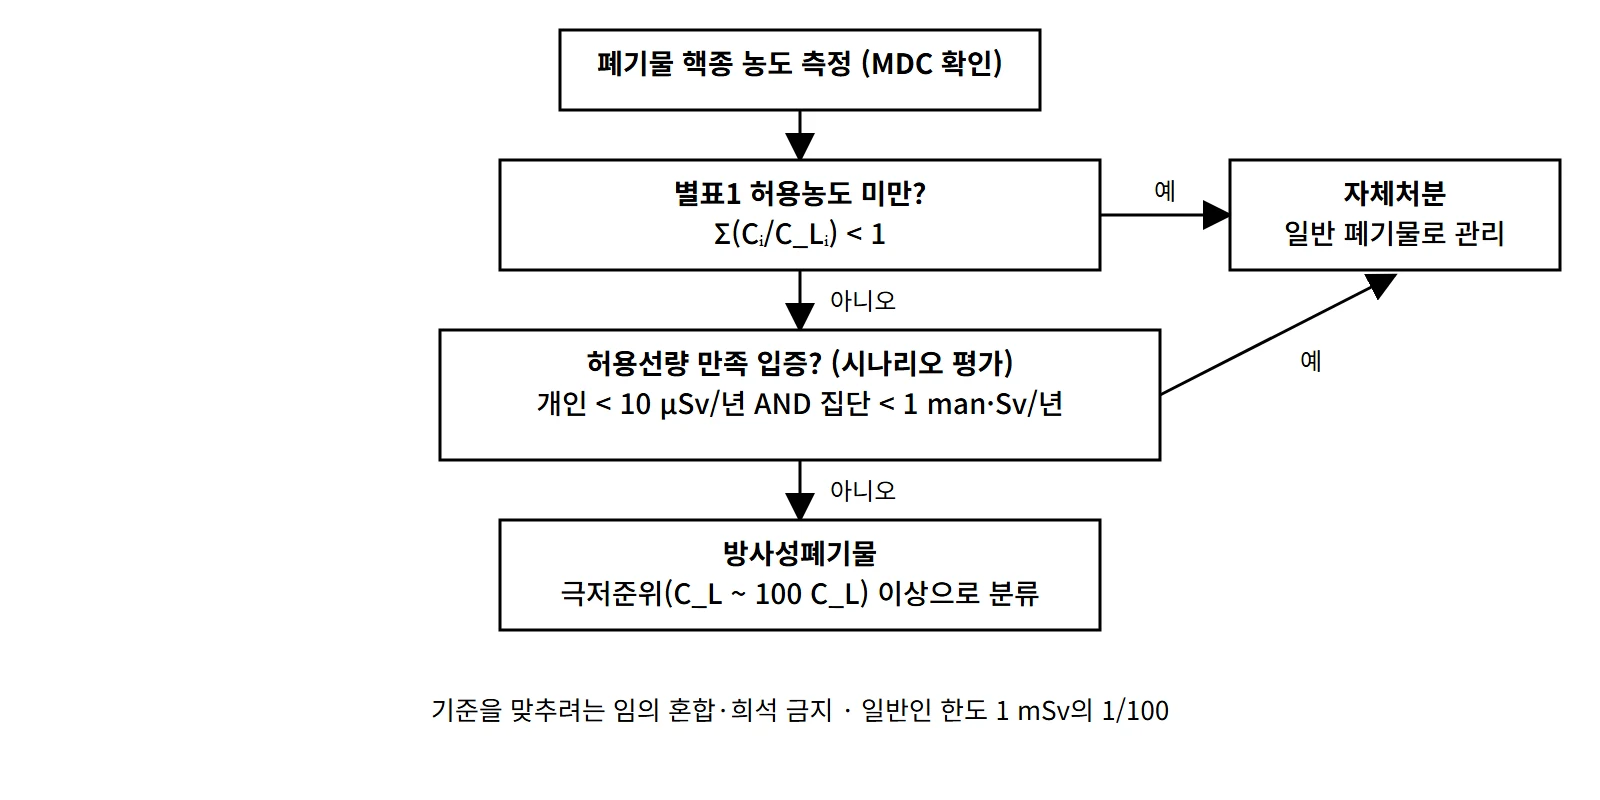 폐기물 핵종 농도 측정 (MDC 확인)
별표1 허용농도 미만?
Σ(Cᵢ/C_Lᵢ) < 1
예
자체처분
일반 폐기물로 관리
아니오
허용선량 만족 입증? (시나리오 평가)
개인 < 10 μSv/년 AND 집단 < 1 man·Sv/년
예
아니오
방사성폐기물
극저준위(C_L ~ 100 C_L) 이상으로 분류
기준을 맞추려는 임의 혼합·희석 금지 · 일반인 한도 1 mSv의 1/100